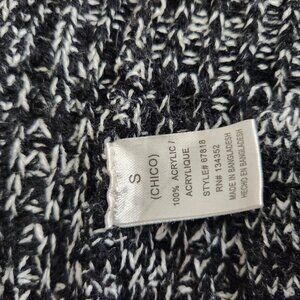 S
(CHICO)
100% ACRYLIC /
ACRYLIQUE
STYLE# 67818
RN# 134352
MADE IN BANGLADESH
HECHO EN BANGLADESH